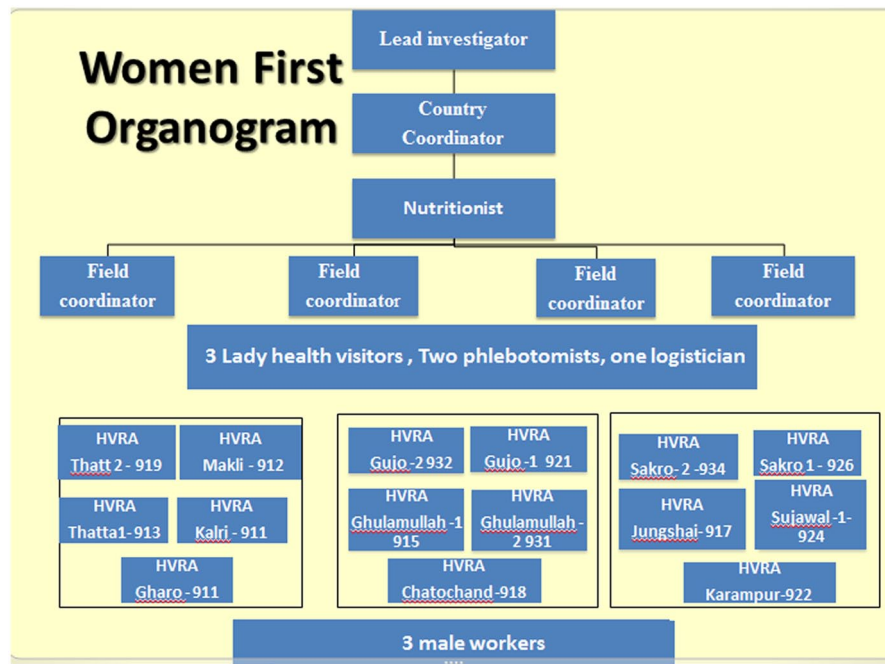 Women First
Organogram
Lead investigator
Country
Coordinator
Nutritionist
Field
coordinator
Field
coordinator
Field
coordinator
Field
coordinator
3 Lady health visitors , Two phlebotomists, one logistician
HVRA
Thatt 2 - 919
HVRA
Makli - 912
HVRA
Thatta1-913
HVRA
Kalri - 911
HVRA
Gharo - 911
HVRA
Gujo -2 932
HVRA
Gujo -1 921
HVRA
Ghulamullah -1
915
HVRA
Ghulamullah -
2 931
HVRA
Chatochand-918
HVRA
Sakro- 2 -934
HVRA
Sakro 1 - 926
HVRA
Jungshai-917
HVRA
Sujawal -1-
924
HVRA
Karampur-922
3 male workers